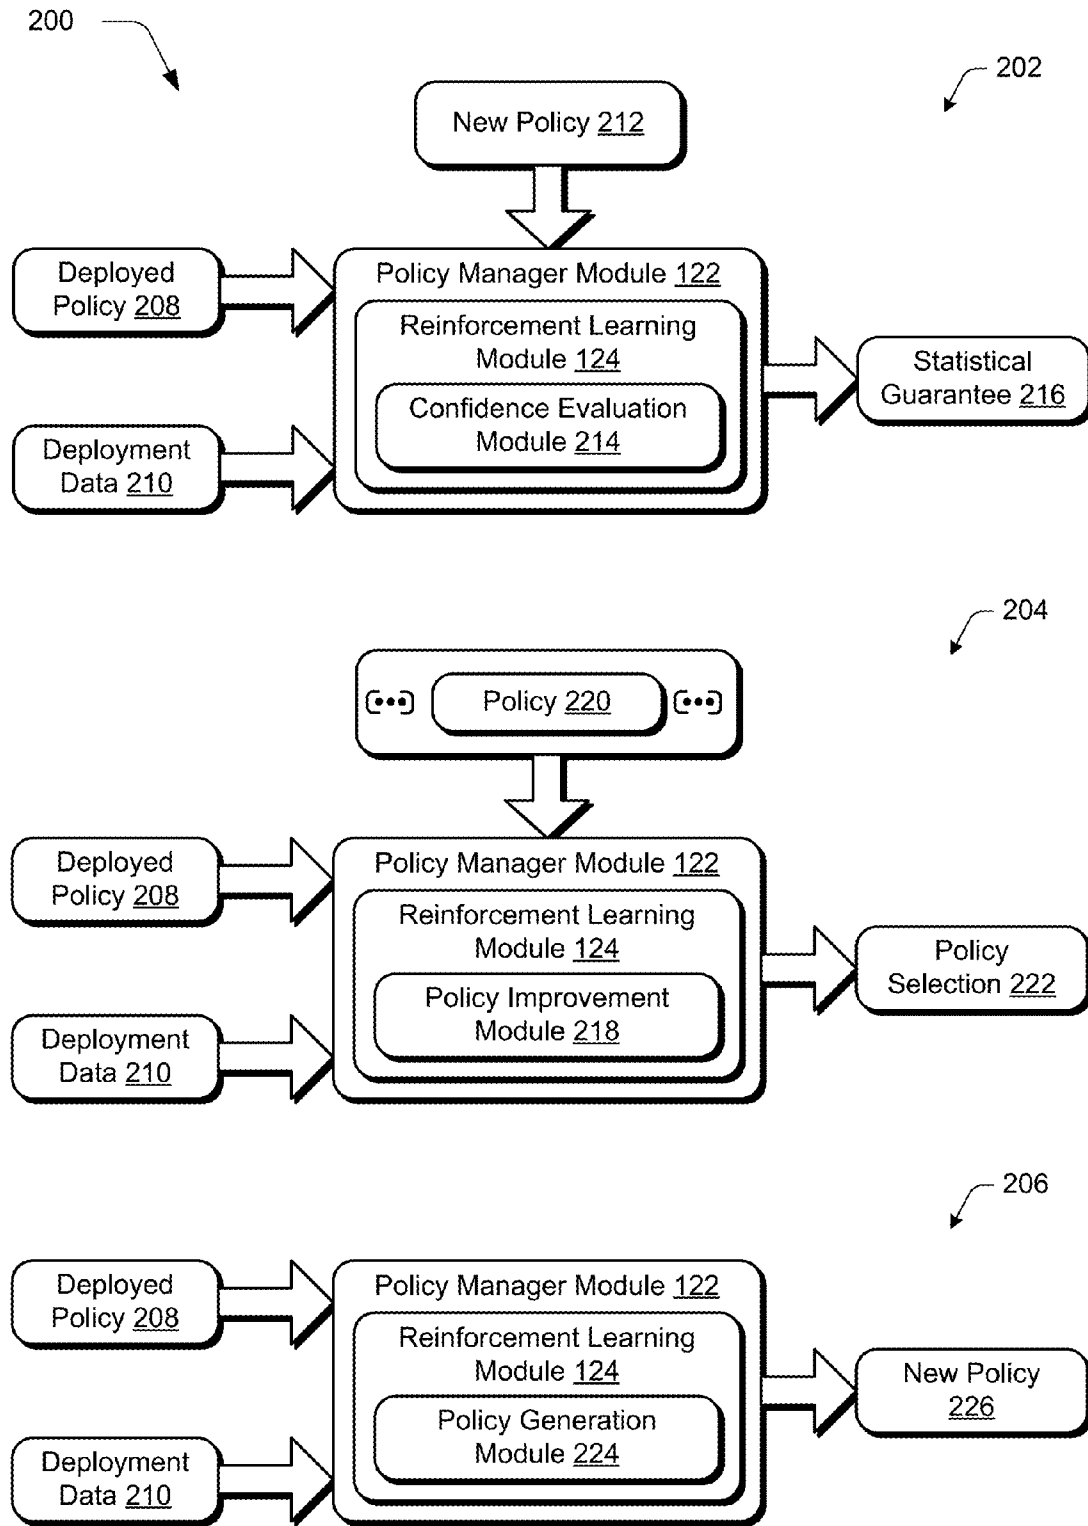 200
202
New Policy 212
Deployed
Policy 208
Deployment
Data 210
Policy Manager Module 122
Reinforcement Learning
Module 124
Confidence Evaluation
Module 214
Statistical
Guarantee 216
204
Policy 220
Deployed
Policy 208
Deployment
Data 210
Policy Manager Module 122
Reinforcement Learning
Module 124
Policy Improvement
Module 218
Policy
Selection 222
206
Deployed
Policy 208
Deployment
Data 210
Policy Manager Module 122
Reinforcement Learning
Module 124
Policy Generation
Module 224
New Policy
226